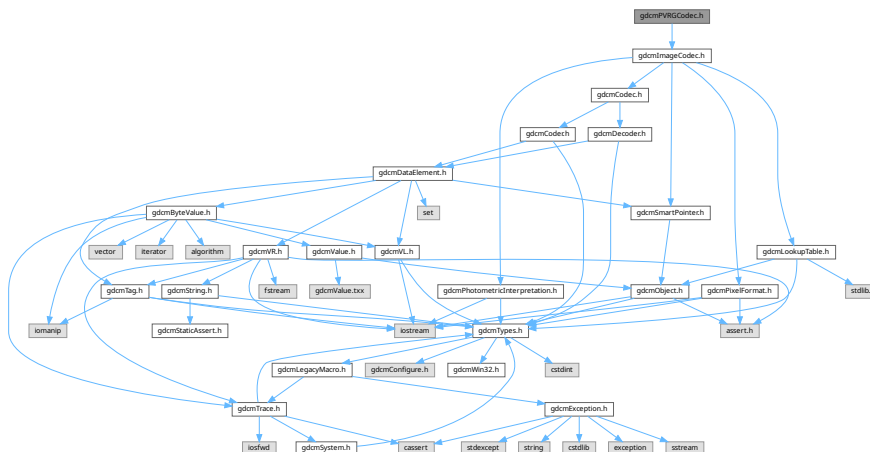 gdcmPVRGCodec.h
gdcmImageCodec.h
gdcmCodec.h
gdcmCoder.h
gdcmDecoder.h
gdcmDataElement.h
gdcmByteValue.h
set
gdcmSmartPointer.h
vector
iterator
algorithm
gdcmVR.h
gdcmValue.h
gdcmVL.h
gdcmLookupTable.h
gdcmTag.h
gdcmString.h
fstream
gdcmValue.txx
gdcmPhotometricInterpretation.h
gdcmObject.h
gdcmPixelFormat.h
stdlib
iomanip
gdcmStaticAssert.h
iostream
gdcmTypes.h
assert.h
gdcmLegacyMacro.h
gdcmConfigure.h
gdcmWin32.h
cstdint
gdcmTrace.h
gdcmException.h
iosfwd
gdcmSystem.h
cassert
stdexcept
string
cstdlib
exception
sstream